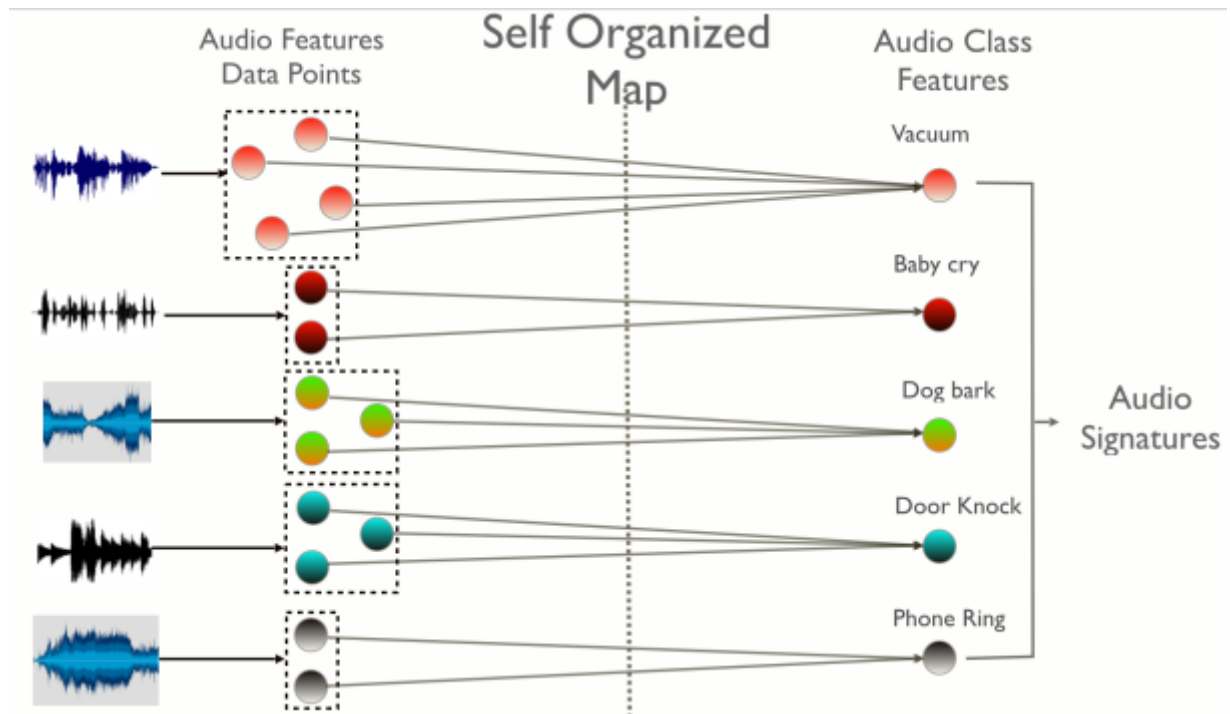 Audio Features
Data Points
Self Organized
Map
Audio Class
Features
Vacuum
Baby cry
Dog bark
Audio
Signatures
Door Knock
Phone Ring